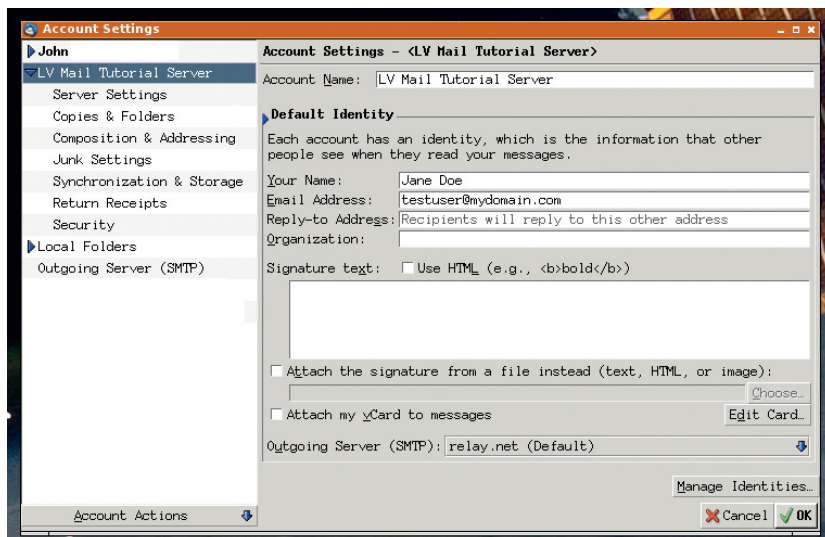 Account Settings
John
LV Mail Tutorial Server
Server Settings
Copies & Folders
Composition & Addressing
Junk Settings
Synchronization & Storage
Return Receipts
Security
Local Folders
Outgoing Server (SMTP)
Account Actions
Account Settings - <LV Mail Tutorial Server>
Account Name: LV Mail Tutorial Server
Default Identity
Each account has an identity, which is the information that other
people see when they read your messages.
Your Name: Jane Doe
Email Address: testuser@mydomain.com
Reply-to Address: Recipients will reply to this other address
Organization:
Signature text: Use HTML (e.g., <b>bold</b>)
Attach the signature from a file instead (text, HTML, or image):
Choose…
Attach my vCard to messages Edit Card…
Outgoing Server (SMTP): relay.net (Default)
Manage Identities…
Cancel OK